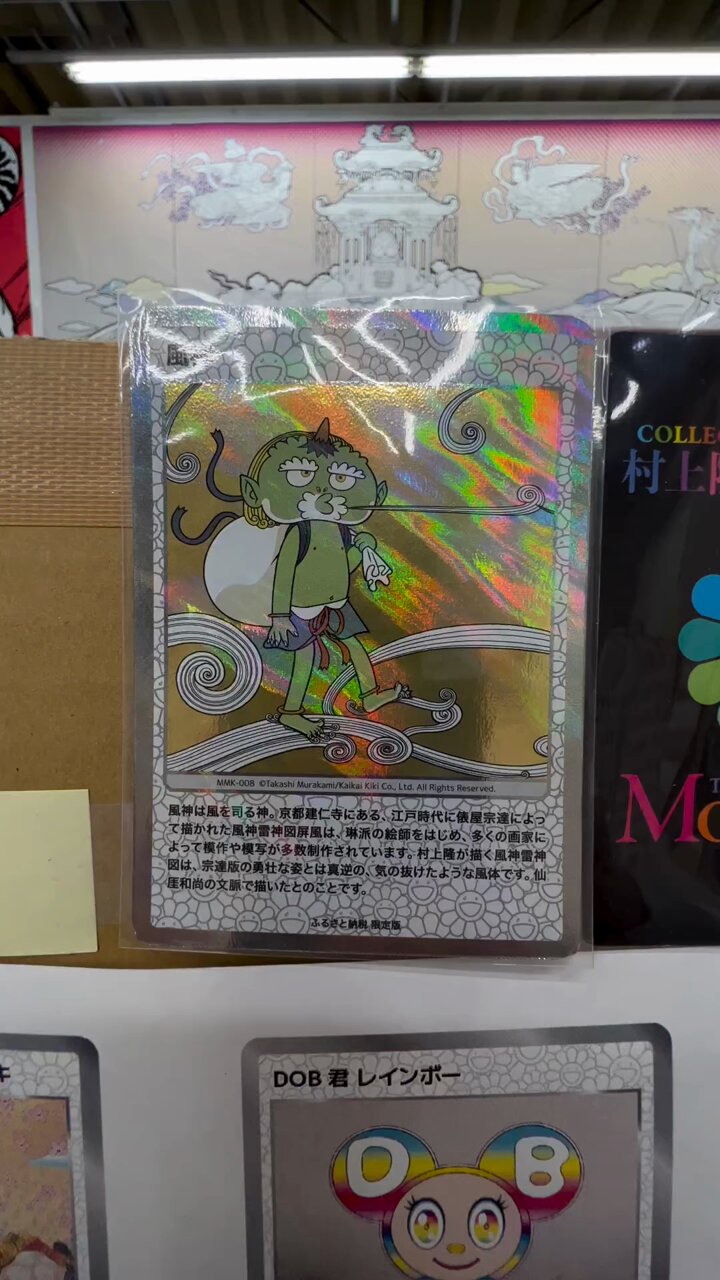 COLLEC
村上隆
風
MMK-008 ©Takashi Murakami/Kaikai Kiki Co., Ltd. All Rights Reserved.
風神は風を司る神。京都建仁寺にある、江戸時代に俵屋宗達によっ
て描かれた風神雷神図屏風は、琳派の絵師をはじめ、多くの画家に
よって模作や模写が多数制作されています。村上隆が描く風神雷神
図は、宗達版の勇壮な姿とは真逆の、気の抜けたような風体です。仙
厓和尚の文脈で描いたとのことです。
ふるさと納税 限定版
T
Mo
キ
DOB 君 レインボー
D B